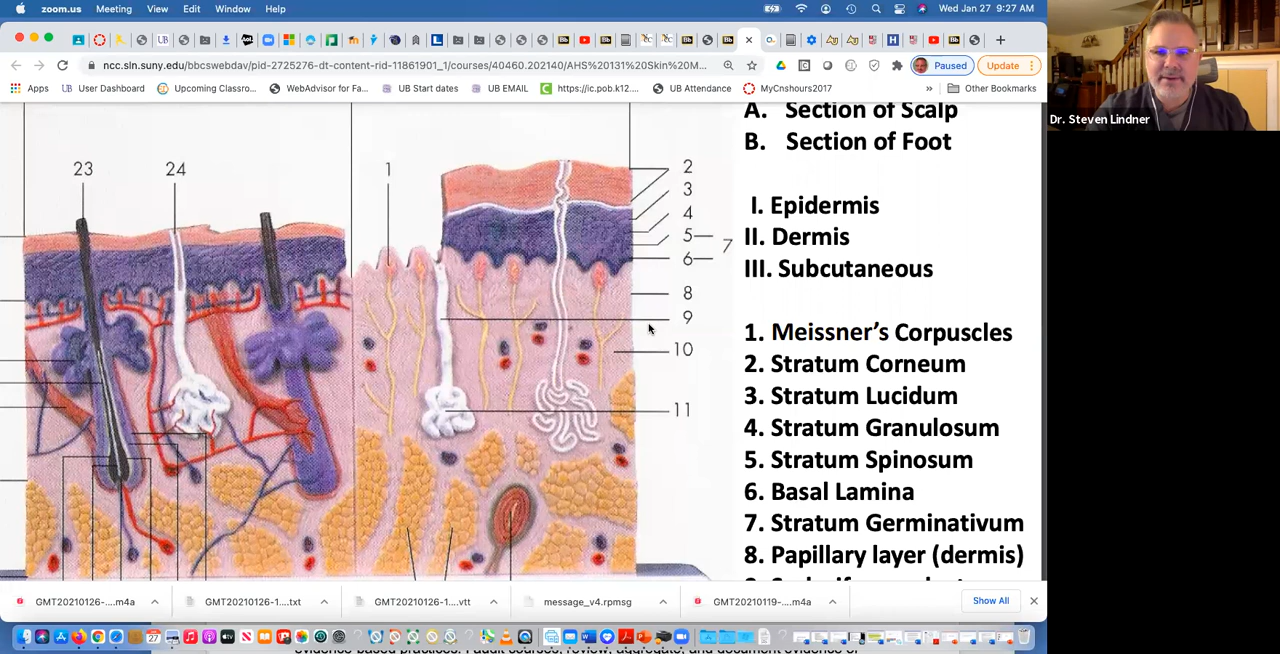 zoom.us Meeting View Edit Window Help Wed Jan 27 9:27 AM
ncc.sln.suny.edu/bbcswebdav/pid-2725276-dt-content-rid-11861901_1/courses/40460.202140/AHS%20131%20Skin%20M... Paused Update
Apps User Dashboard Upcoming Classro... WebAdvisor for Fa... UB Start dates UB EMAIL https://ic.pob.k12.... UB Attendance MyCnshours2017 » Other Bookmarks
Dr. Steven Lindner
A. Section of Scalp
B. Section of Foot
I. Epidermis
II. Dermis
III. Subcutaneous
1. Meissner's Corpuscles
2. Stratum Corneum
3. Stratum Lucidum
4. Stratum Granulosum
5. Stratum Spinosum
6. Basal Lamina
7. Stratum Germinativum
8. Papillary layer (dermis)
23
24
1
2
3
4
5
6
7
8
9
10
11
GMT20210126-....m4a GMT20210126-1....txt GMT20210126-1....vtt message_v4.rpmsg GMT20210119-....m4a Show All